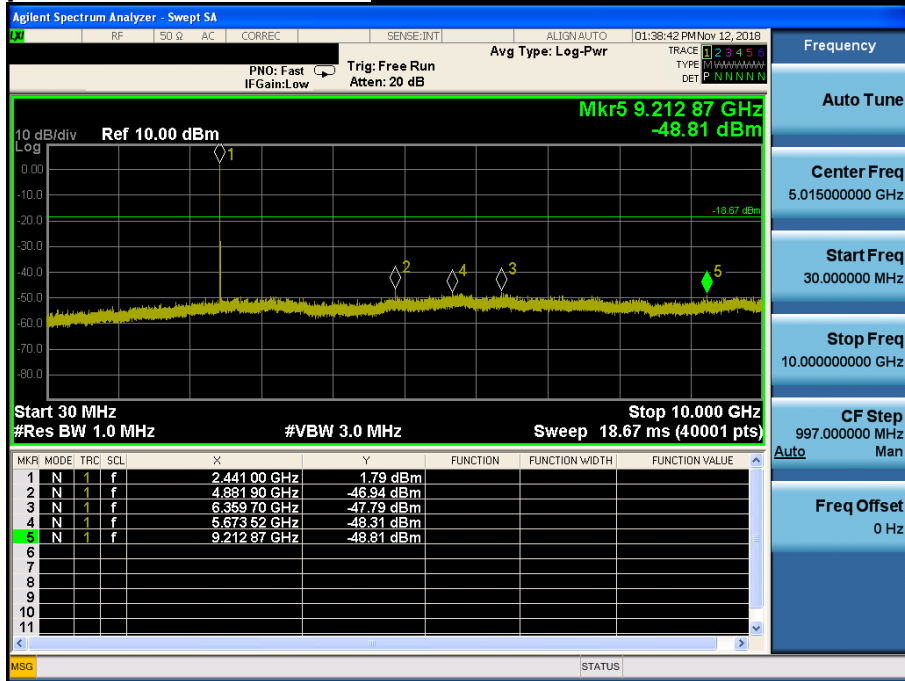 Agilent Spectrum Analyzer - Swept SA
LXI RF 50 Ω AC CORREC SENSE:INT ALIGNAUTO 01:38:42 PM Nov 12, 2018
PNO: Fast Trig: Free Run Avg Type: Log-Pwr TRACE 1 2 3 4 5 6
IFGain:Low Atten: 20 dB TYPE M WWWWW
DET P N N N N N
Mkr5 9.212 87 GHz
-48.81 dBm
10 dB/div Ref 10.00 dBm
Log
1
0.00
-10.0
-18.67 dBm
-20.0
-30.0
-40.0
2 4 3 5
-50.0
-60.0
-70.0
-80.0
Start 30 MHz Stop 10.000 GHz
#Res BW 1.0 MHz #VBW 3.0 MHz Sweep 18.67 ms (40001 pts)
MKR MODE TRC SCL X Y FUNCTION FUNCTION WIDTH FUNCTION VALUE
1 N 1 f 2.441 00 GHz 1.79 dBm
2 N 1 f 4.881 90 GHz -46.94 dBm
3 N 1 f 6.359 70 GHz -47.79 dBm
4 N 1 f 5.673 52 GHz -48.31 dBm
5 N 1 f 9.212 87 GHz -48.81 dBm
6
7
8
9
10
11
MSG STATUS
Frequency
Auto Tune
Center Freq
5.015000000 GHz
Start Freq
30.000000 MHz
Stop Freq
10.000000000 GHz
CF Step
997.000000 MHz
Auto Man
Freq Offset
0 Hz